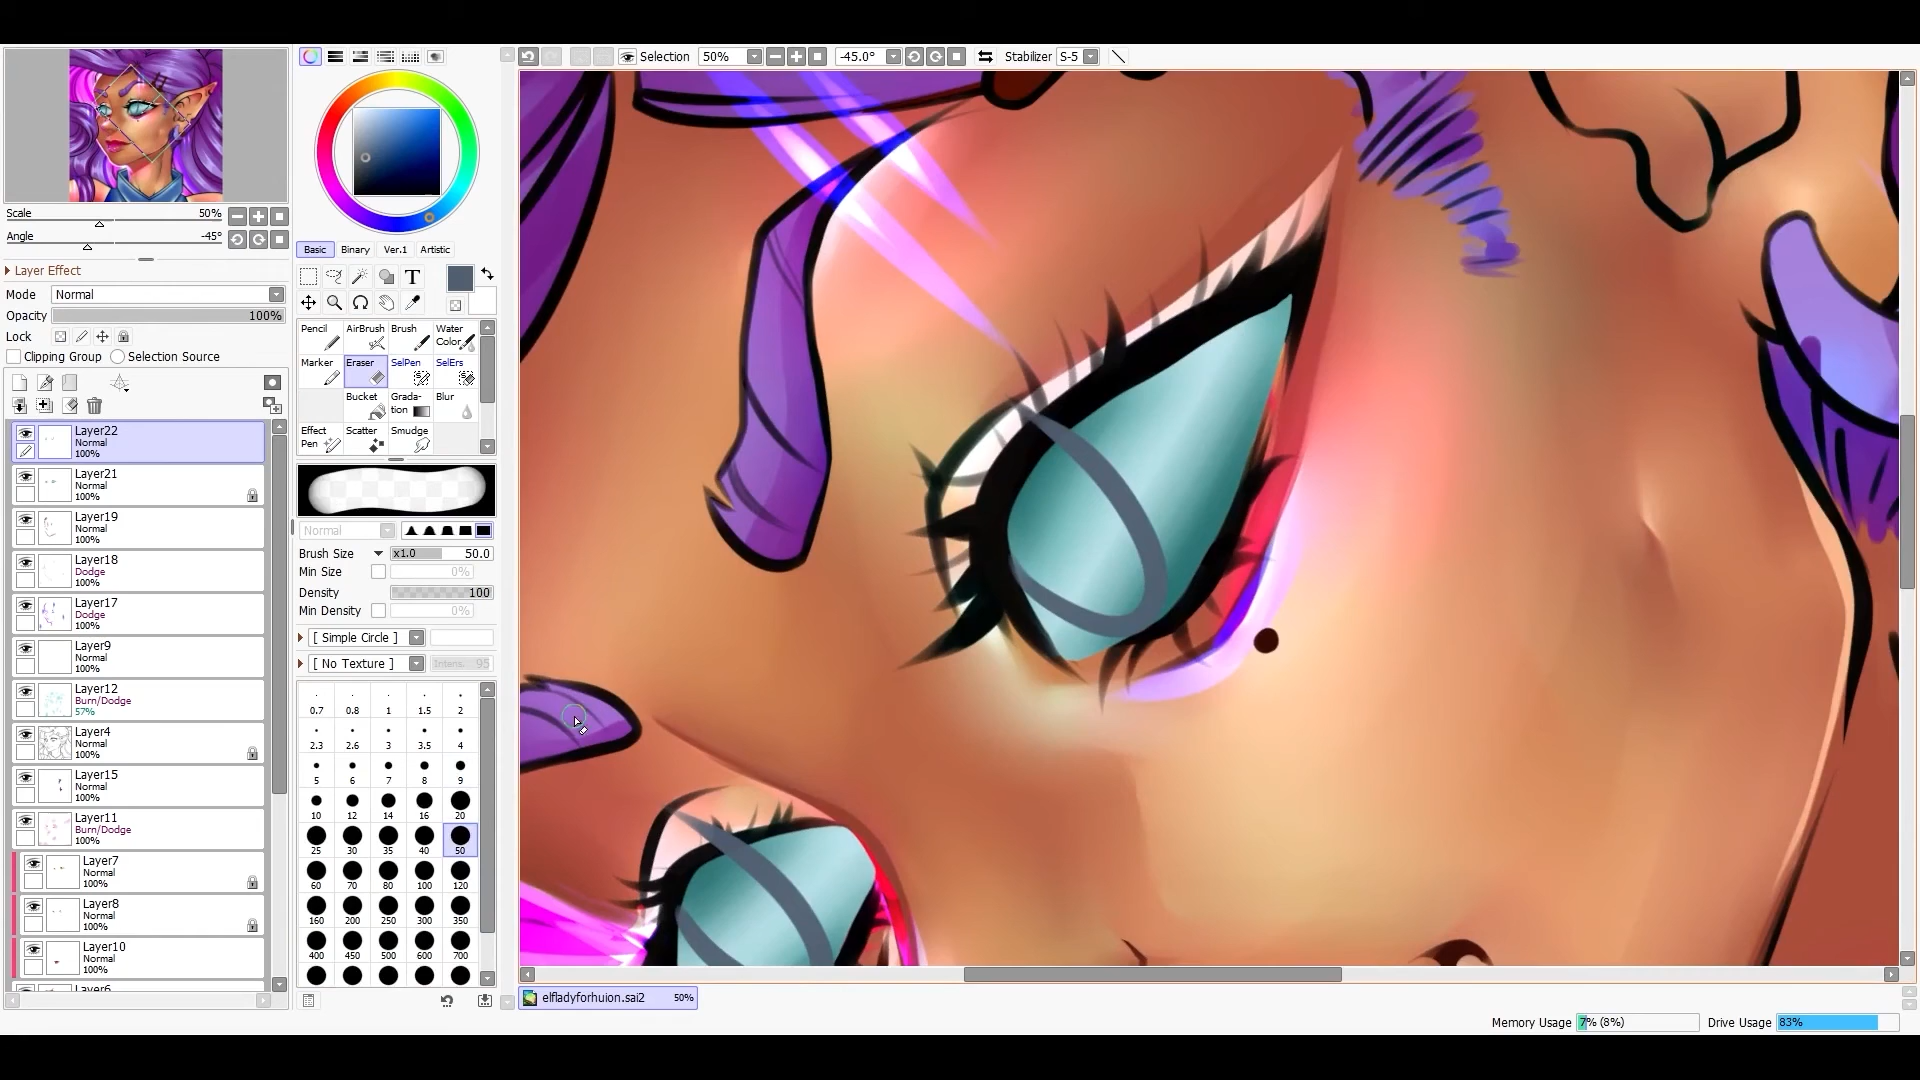 Selection
50%
-45.0°
Stabilizer
S-5
Scale
50%
Angle
-45°
Layer Effect
Mode
Normal
Opacity
100%
Lock
Clipping Group
Selection Source
Layer22
Normal
100%
Layer21
Normal
100%
Layer19
Normal
100%
Layer18
Dodge
100%
Layer17
Dodge
100%
Layer9
Normal
100%
Layer12
Burn/Dodge
57%
Layer4
Normal
100%
Layer15
Normal
100%
Layer11
Burn/Dodge
100%
Layer7
Normal
100%
Layer8
Normal
100%
Layer10
Normal
100%
Layer6
Basic
Binary
Ver.1
Artistic
T
Pencil
AirBrush
Brush
Water
Color
Marker
Eraser
SelPen
SelErs
Bucket
Grada-
tion
Blur
Effect
Pen
Scatter
Smudge
Normal
Brush Size
x1.0
50.0
Min Size
0%
Density
100
Min Density
0%
[ Simple Circle ]
[ No Texture ]
Intens.
95
0.7 0.8 1 1.5 2
2.3 2.6 3 3.5 4
5 6 7 8 9
10 12 14 16 20
25 30 35 40 50
60 70 80 100 120
160 200 250 300 350
400 450 500 600 700
elfladyforhuion.sai2
50%
Memory Usage
7% (8%)
Drive Usage
83%